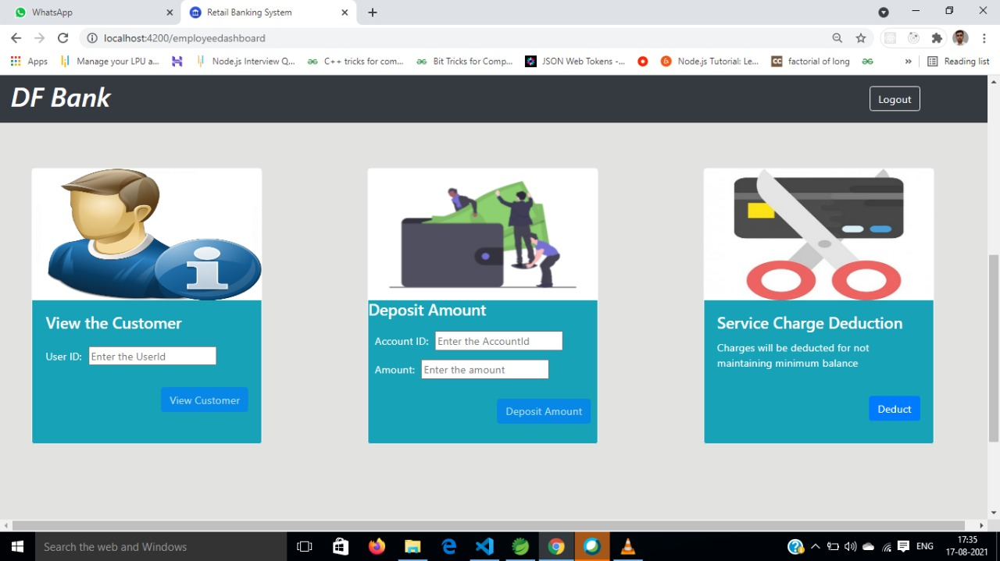 WhatsApp
Retail Banking System
localhost:4200/employeedashboard
Apps
Manage your LPU a...
Node.js Interview Q...
C++ tricks for com...
Bit Tricks for Comp...
JSON Web Tokens -...
Node.js Tutorial: Le...
CC
factorial of long
»
Reading list
DF Bank
Logout
View the Customer
User ID:
Enter the UserId
View Customer
Deposit Amount
Account ID:
Enter the AccountId
Amount:
Enter the amount
Deposit Amount
Service Charge Deduction
Charges will be deducted for not
maintaining minimum balance
Deduct
Search the web and Windows
ENG
17:35
17-08-2021